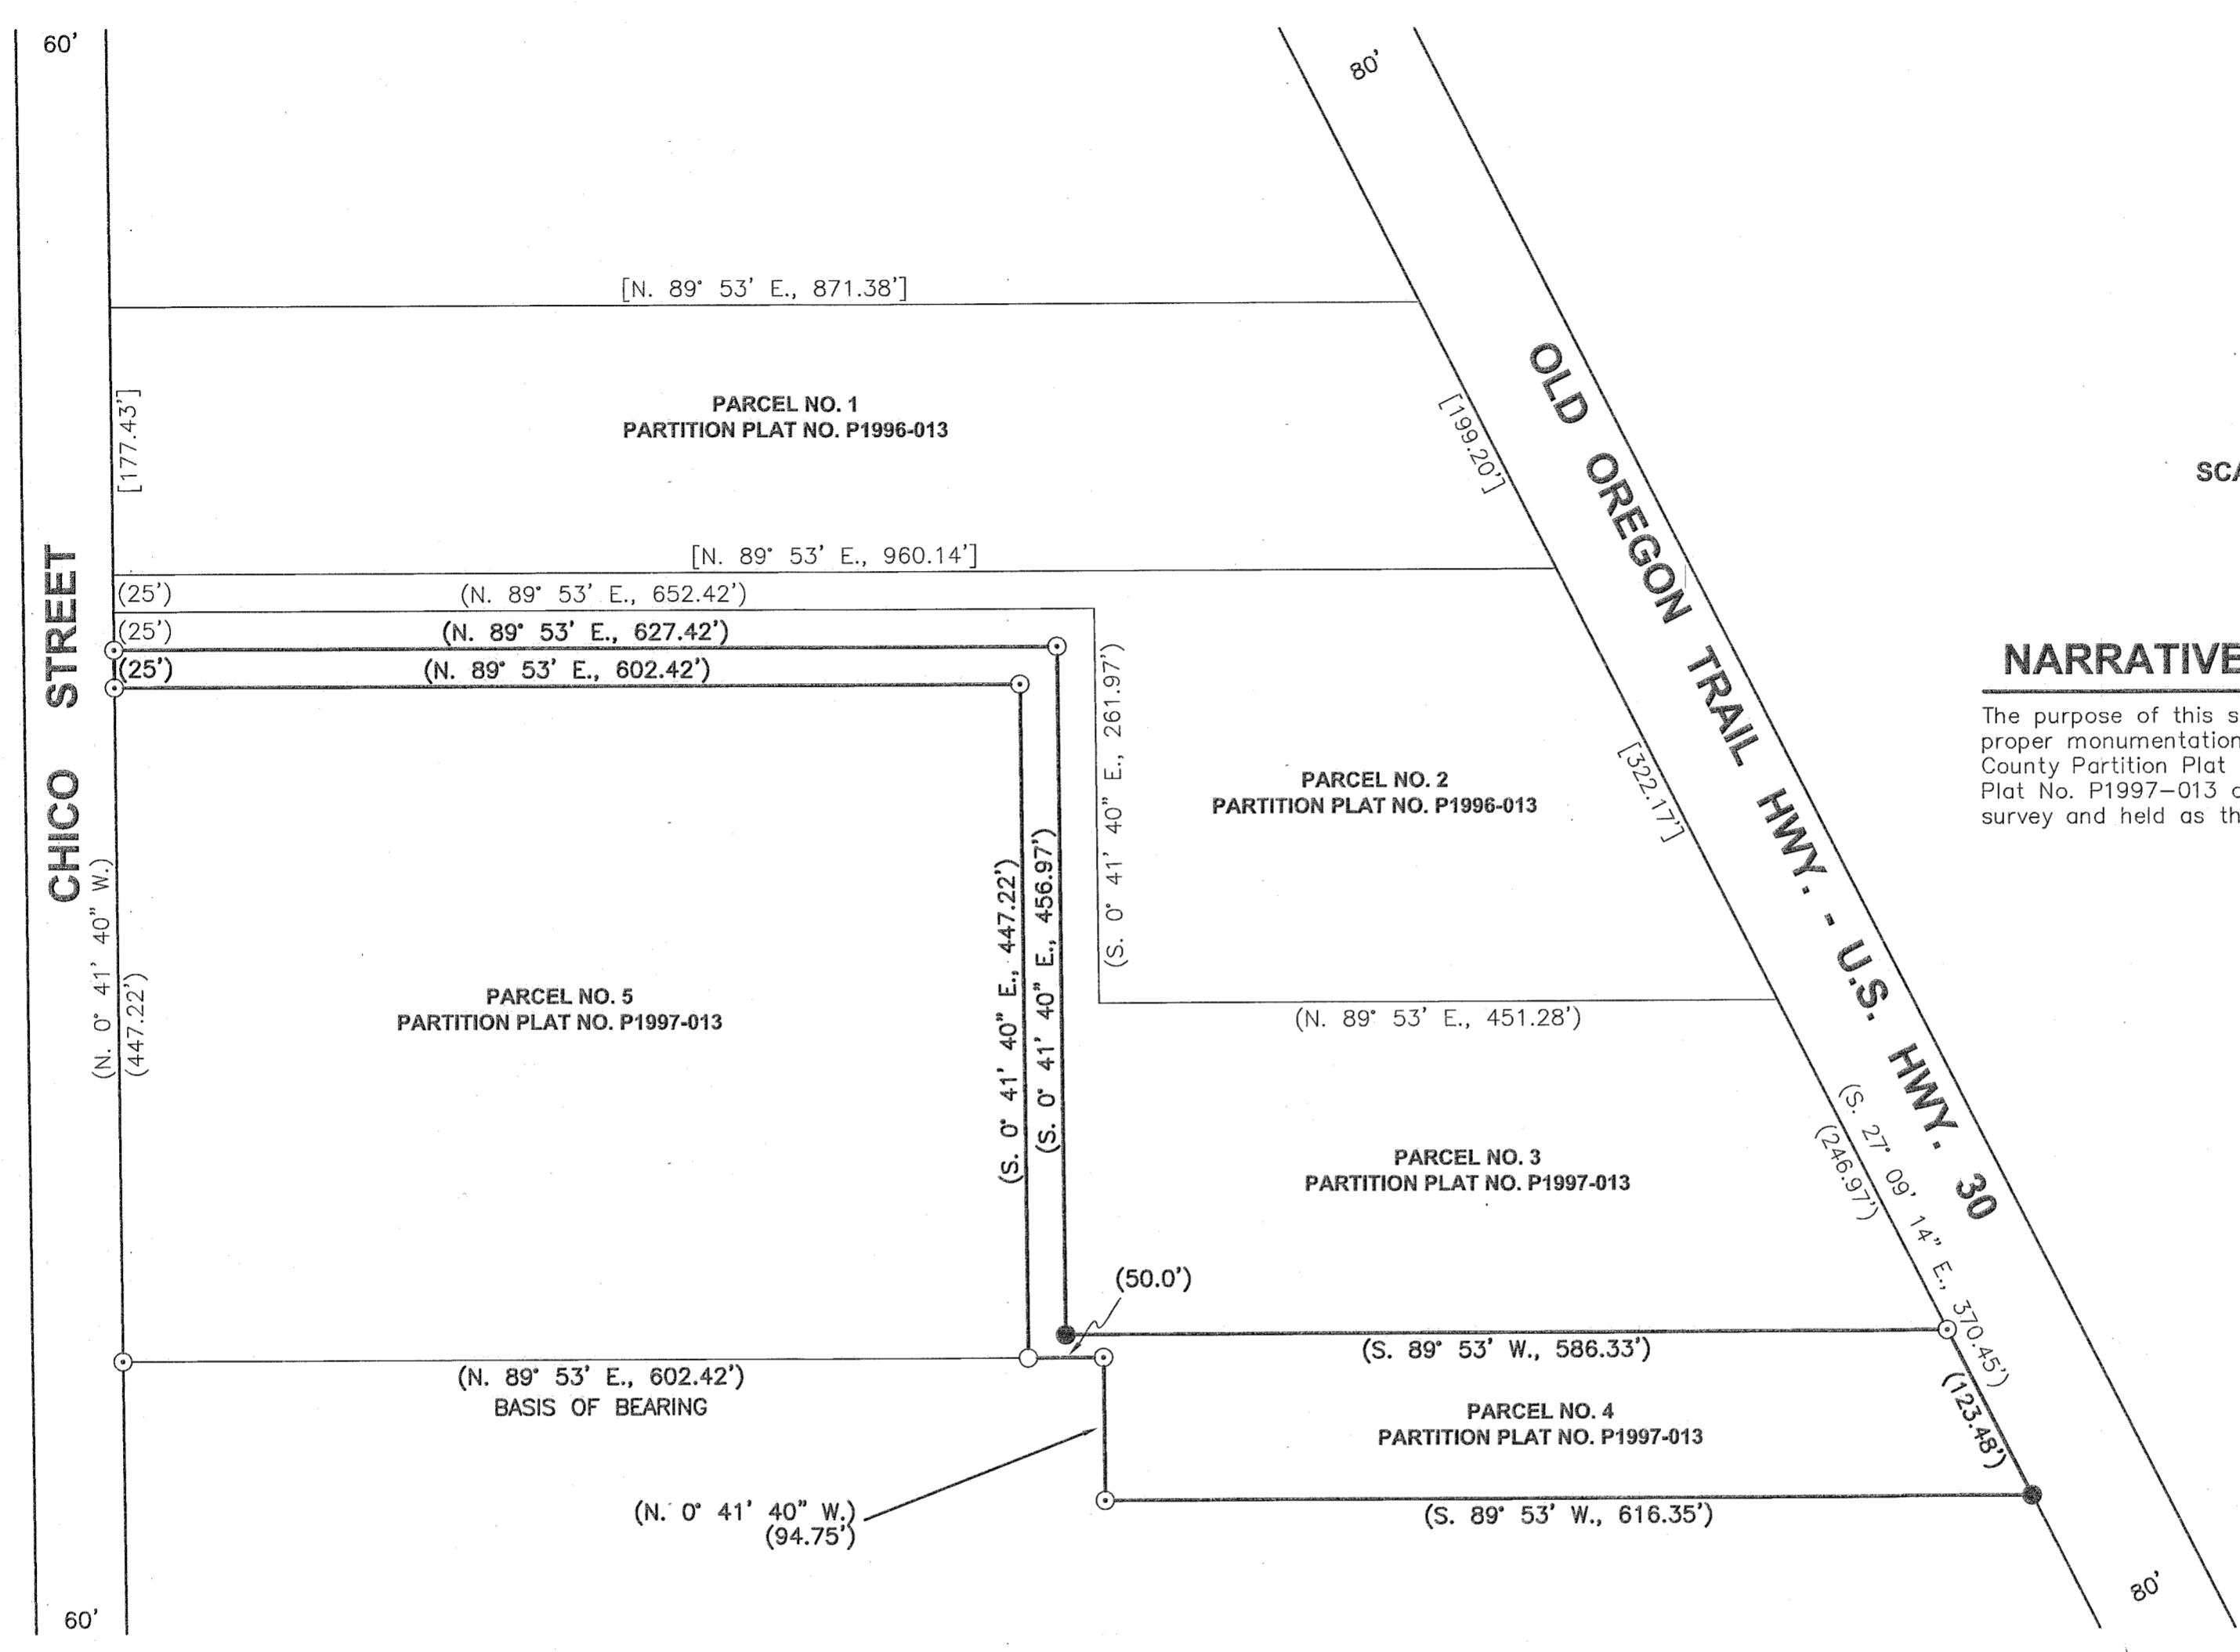 60'
80'
[N. 89° 53' E., 871.38']
[177.43']
PARCEL NO. 1
PARTITION PLAT NO. P1996-013
[199.20']
OLD OREGON TRAIL HWY. - U.S. HWY. 30
[N. 89° 53' E., 960.14']
(25')
(N. 89° 53' E., 652.42')
(25')
(N. 89° 53' E., 627.42')
(25')
(N. 89° 53' E., 602.42')
CHICO STREET
(S. 0° 41' 40" E., 261.97')
PARCEL NO. 2
PARTITION PLAT NO. P1996-013
[322.17']
SCA
NARRATIVE
The purpose of this s
proper monumentation
County Partition Plat
Plat No. P1997-013 c
survey and held as th
(N. 0° 41' 40" W.)
(447.22')
PARCEL NO. 5
PARTITION PLAT NO. P1997-013
(S. 0° 41' 40" E., 447.22')
(S. 0° 41' 40" E., 456.97')
(N. 89° 53' E., 451.28')
PARCEL NO. 3
PARTITION PLAT NO. P1997-013
(S. 27° 09' 14" E., 370.45')
(246.97')
(50.0')
(S. 89° 53' W., 586.33')
(N. 89° 53' E., 602.42')
BASIS OF BEARING
PARCEL NO. 4
PARTITION PLAT NO. P1997-013
(123.48')
(N. 0° 41' 40" W.)
(94.75')
(S. 89° 53' W., 616.35')
60'
80'